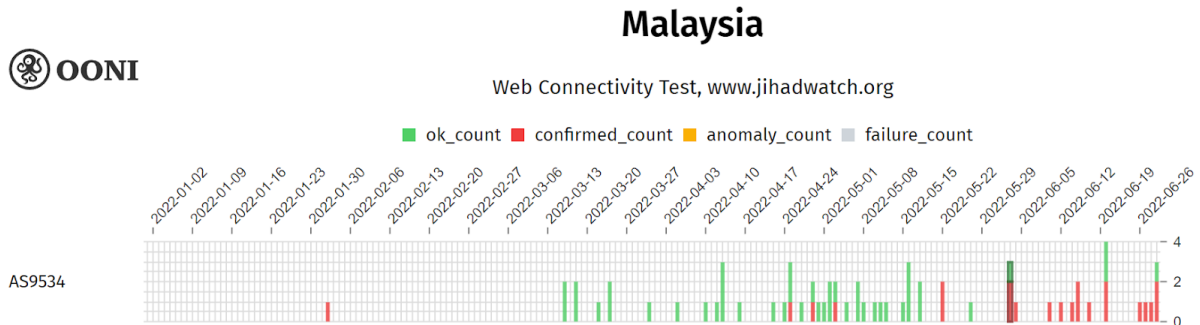 Malaysia
OONI
Web Connectivity Test, www.jihadwatch.org
ok_count confirmed_count anomaly_count failure_count
2022-01-02 2022-01-09 2022-01-16 2022-01-23 2022-01-30 2022-02-06 2022-02-13 2022-02-20 2022-02-27 2022-03-06 2022-03-13 2022-03-20 2022-03-27 2022-04-03 2022-04-10 2022-04-17 2022-04-24 2022-05-01 2022-05-08 2022-05-15 2022-05-22 2022-05-29 2022-06-05 2022-06-12 2022-06-19 2022-06-26
4
AS9534 2
0